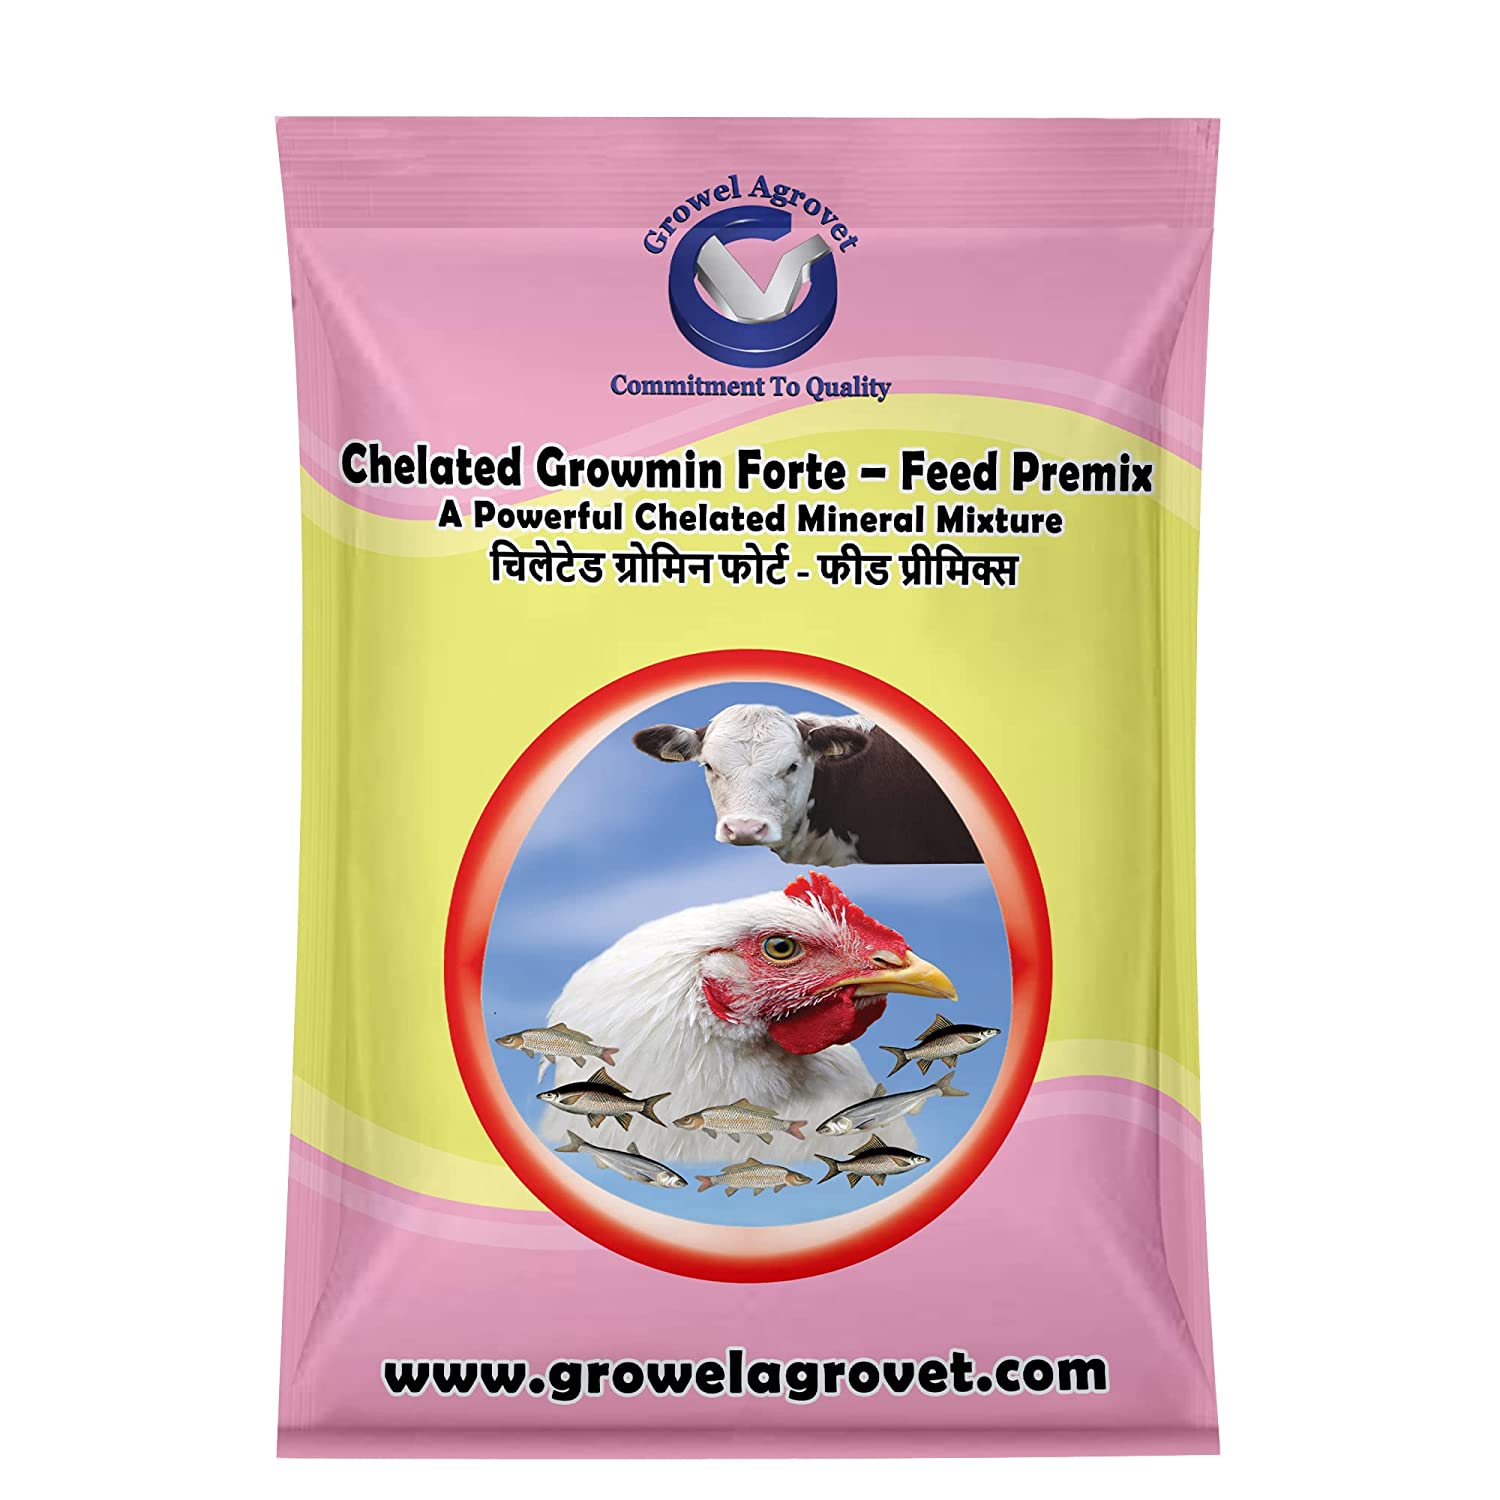 Growel Agrovet
Commitment To Quality
Chelated Growmin Forte – Feed Premix
A Powerful Chelated Mineral Mixture
चिलेटेड ग्रोमिन फोर्ट - फीड प्रीमिक्स
www.growelagrovet.com